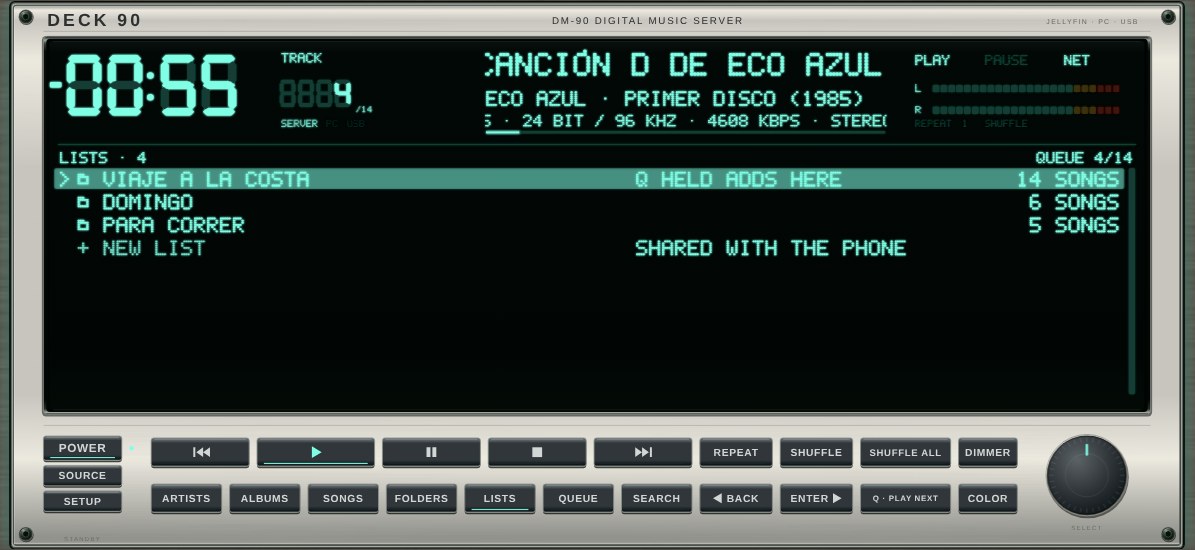 DECK 90
DM-90 DIGITAL MUSIC SERVER
JELLYFIN · PC · USB
-00:55
TRACK
4
/14
SERVER PC USB
CANCIÓN D DE ECO AZUL
ECO AZUL · PRIMER DISCO (1985)
· 24 BIT / 96 KHZ · 4608 KBPS · STEREO
PLAY PAUSE NET
L
R
REPEAT 1 SHUFFLE
LISTS · 4
QUEUE 4/14
> VIAJE A LA COSTA Q HELD ADDS HERE 14 SONGS
DOMINGO 6 SONGS
PARA CORRER 5 SONGS
+ NEW LIST SHARED WITH THE PHONE
POWER
SOURCE
SETUP
REPEAT SHUFFLE SHUFFLE ALL DIMMER
ARTISTS ALBUMS SONGS FOLDERS LISTS QUEUE SEARCH BACK ENTER Q · PLAY NEXT COLOR
SELECT
STANDBY